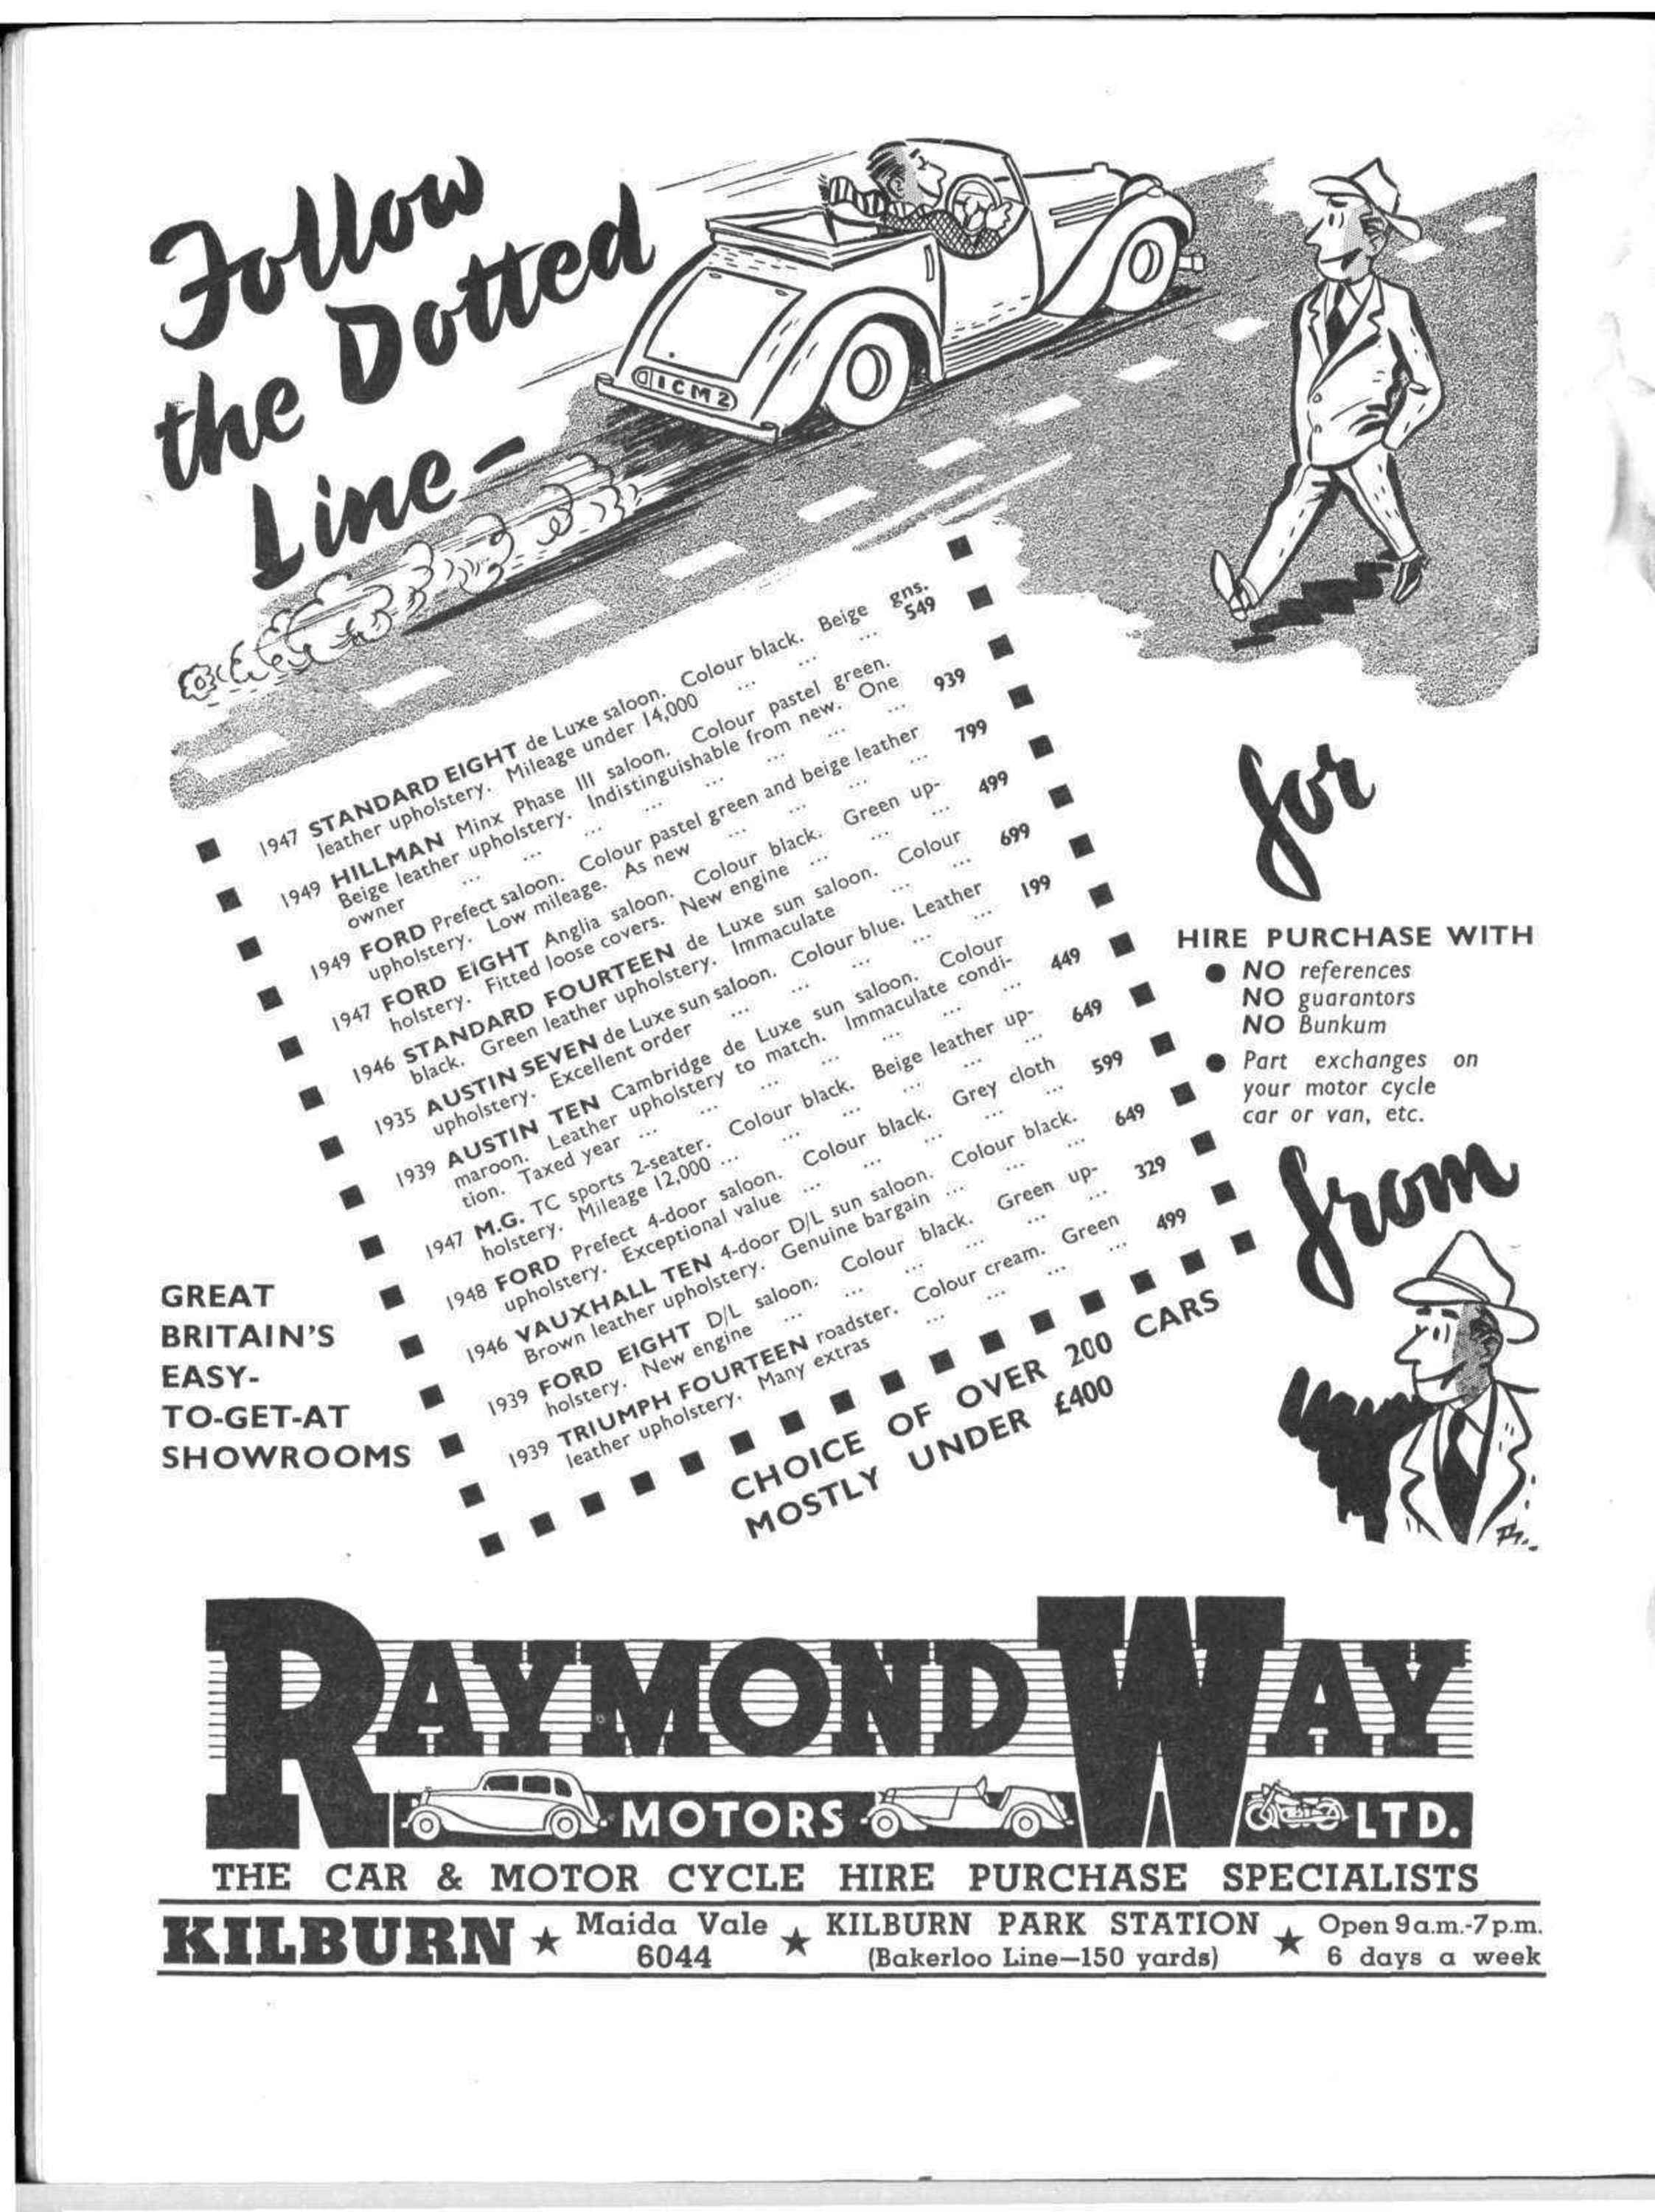 Follow
the Dotted
Line-
ICM2
gns.
1947 STANDARD EIGHT de Luxe saloon. Colour black. Beige
leather upholstery. Mileage under 14,000 ... ... ... 549
1949 HILLMAN Minx Phase III saloon. Colour pastel green.
Beige leather upholstery. Indistinguishable from new. One
owner ... ... ... ... ... ... ... ... ... 939
1949 FORD Prefect saloon. Colour pastel green and beige leather
upholstery. Low mileage. As new ... ... ... ... 799
1947 FORD EIGHT Anglia saloon. Colour black. Green up-
holstery. Fitted loose covers. New engine ... ... ... 499
1946 STANDARD FOURTEEN de Luxe sun saloon. Colour
black. Green leather upholstery. Immaculate ... ... 699
1935 AUSTIN SEVEN de Luxe sun saloon. Colour blue. Leather
upholstery. Excellent order ... ... ... ... ... 199
1939 AUSTIN TEN Cambridge de Luxe sun saloon. Colour
maroon. Leather upholstery to match. Immaculate condi-
tion. Taxed year ... ... ... ... ... ... ... 449
1947 M.G. TC sports 2-seater. Colour black. Beige leather up-
holstery. Mileage 12,000 ... ... ... ... ... ... 649
1948 FORD Prefect 4-door saloon. Colour black. Grey cloth
upholstery. Exceptional value ... ... ... ... ... 599
1946 VAUXHALL TEN 4-door D/L sun saloon. Colour black.
Brown leather upholstery. Genuine bargain ... ... ... 649
1939 FORD EIGHT D/L saloon. Colour black. Green up-
holstery. New engine ... ... ... ... ... ... 329
1939 TRIUMPH FOURTEEN roadster. Colour cream. Green
leather upholstery. Many extras ... ... ... ... 499
CHOICE OF OVER 200 CARS
MOSTLY UNDER £400
for
HIRE PURCHASE WITH
● NO references
NO guarantors
NO Bunkum
● Part exchanges on
your motor cycle
car or van, etc.
from
GREAT
BRITAIN'S
EASY-
TO-GET-AT
SHOWROOMS
RAYMOND WAY
MOTORS LTD.
THE CAR & MOTOR CYCLE HIRE PURCHASE SPECIALISTS
KILBURN ★ Maida Vale 6044 ★ KILBURN PARK STATION (Bakerloo Line—150 yards) ★ Open 9a.m.-7p.m. 6 days a week